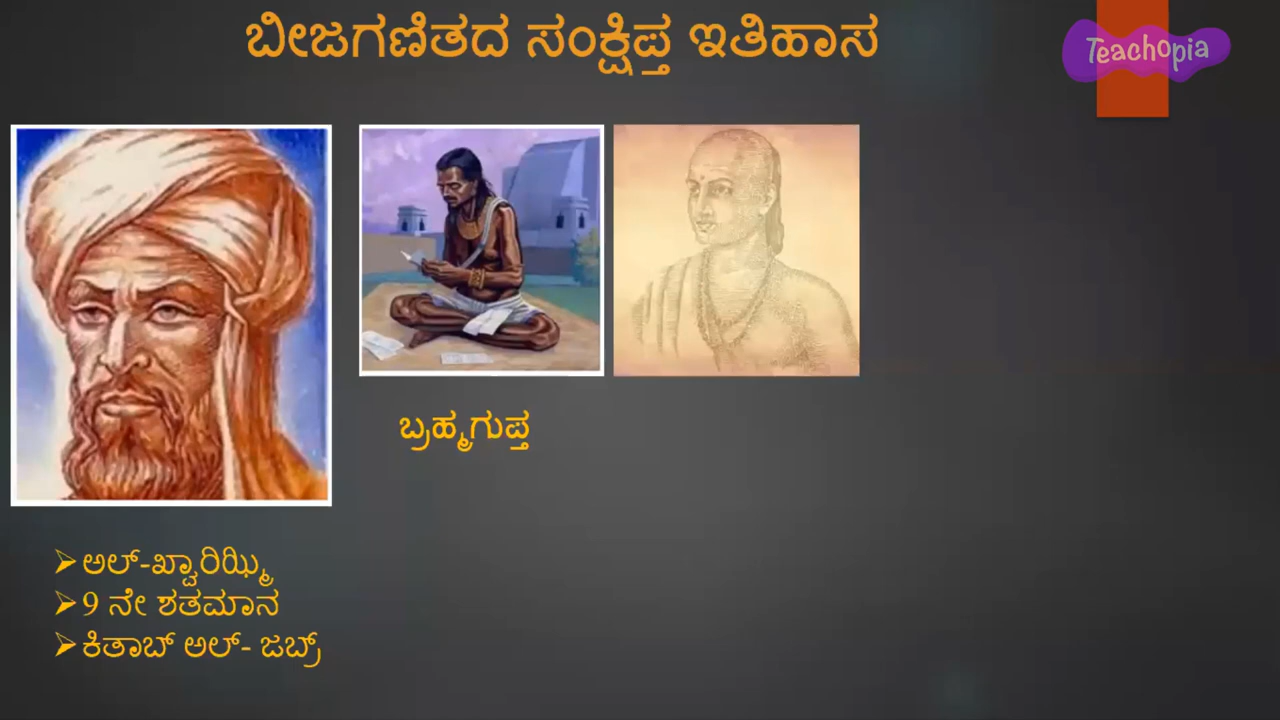 ಬೀಜಗಣಿತದ ಸಂಕ್ಷಿಪ್ತ ಇತಿಹಾಸ
Teachopia
ಬ್ರಹ್ಮಗುಪ್ತ
➢ಅಲ್-ಖ್ವಾರಿಝ್ಮಿ
➢9 ನೇ ಶತಮಾನ
➢ಕಿತಾಬ್ ಅಲ್- ಜಬ್ರ್